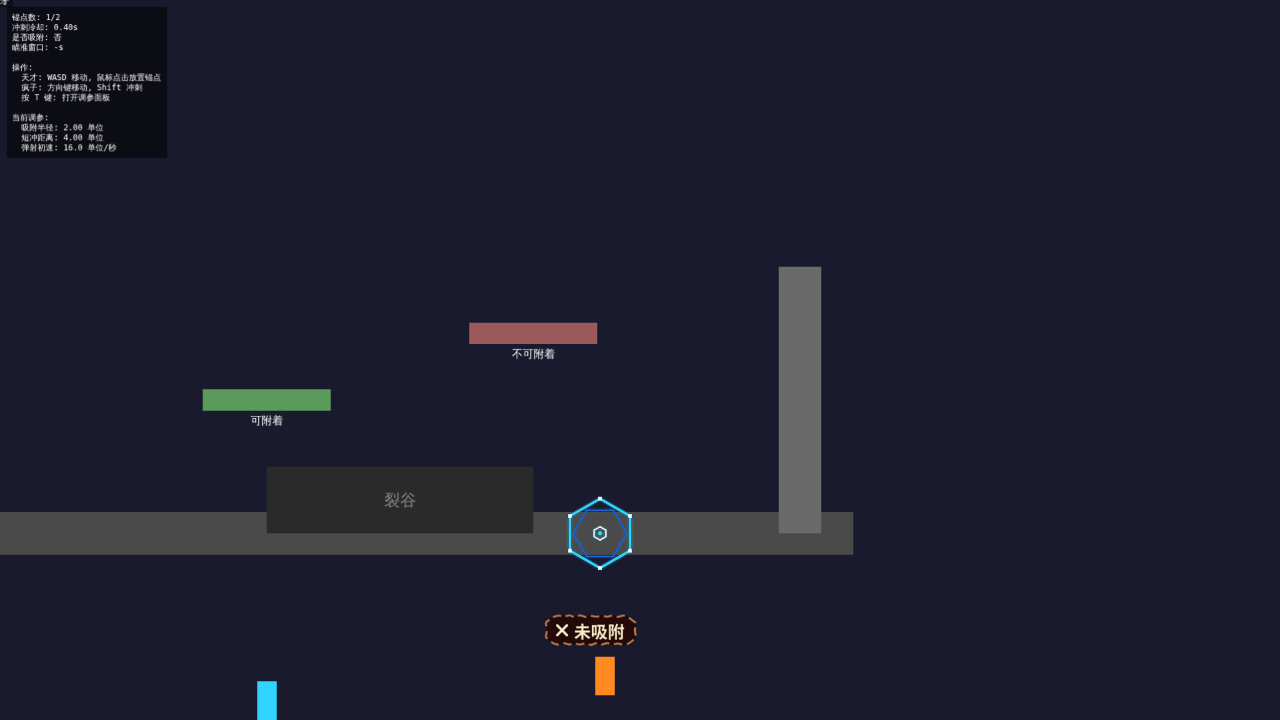 锚点数: 1/2
冲刺冷却: 0.40s
是否吸附: 否
瞄准窗口: -s
操作:
天才: WASD 移动, 鼠标点击放置锚点
疯子: 方向键移动, Shift 冲刺
按 T 键: 打开调参面板
当前调参:
吸附半径: 2.00 单位
短冲距离: 4.00 单位
弹射初速: 16.0 单位/秒
不可附着
可附着
裂谷
✕ 未吸附